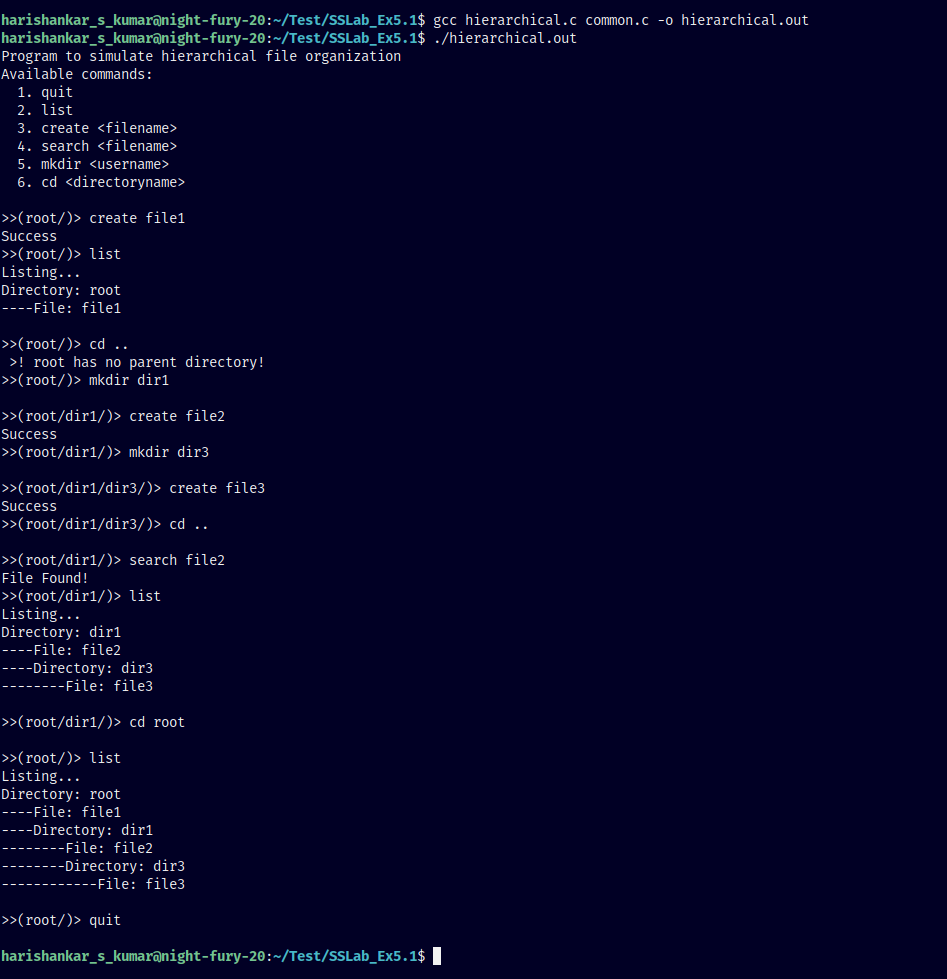 harishankar_s_kumar@night-fury-20:~/Test/SSLab_Ex5.1$ gcc hierarchical.c common.c -o hierarchical.out
harishankar_s_kumar@night-fury-20:~/Test/SSLab_Ex5.1$ ./hierarchical.out
Program to simulate hierarchical file organization
Available commands:
  1. quit
  2. list
  3. create <filename>
  4. search <filename>
  5. mkdir <username>
  6. cd <directoryname>

>>(root/)> create file1
Success
>>(root/)> list
Listing...
Directory: root
----File: file1

>>(root/)> cd ..
 >! root has no parent directory!
>>(root/)> mkdir dir1

>>(root/dir1/)> create file2
Success
>>(root/dir1/)> mkdir dir3

>>(root/dir1/dir3/)> create file3
Success
>>(root/dir1/dir3/)> cd ..

>>(root/dir1/)> search file2
File Found!
>>(root/dir1/)> list
Listing...
Directory: dir1
----File: file2
----Directory: dir3
--------File: file3

>>(root/dir1/)> cd root

>>(root/)> list
Listing...
Directory: root
----File: file1
----Directory: dir1
--------File: file2
--------Directory: dir3
------------File: file3

>>(root/)> quit

harishankar_s_kumar@night-fury-20:~/Test/SSLab_Ex5.1$